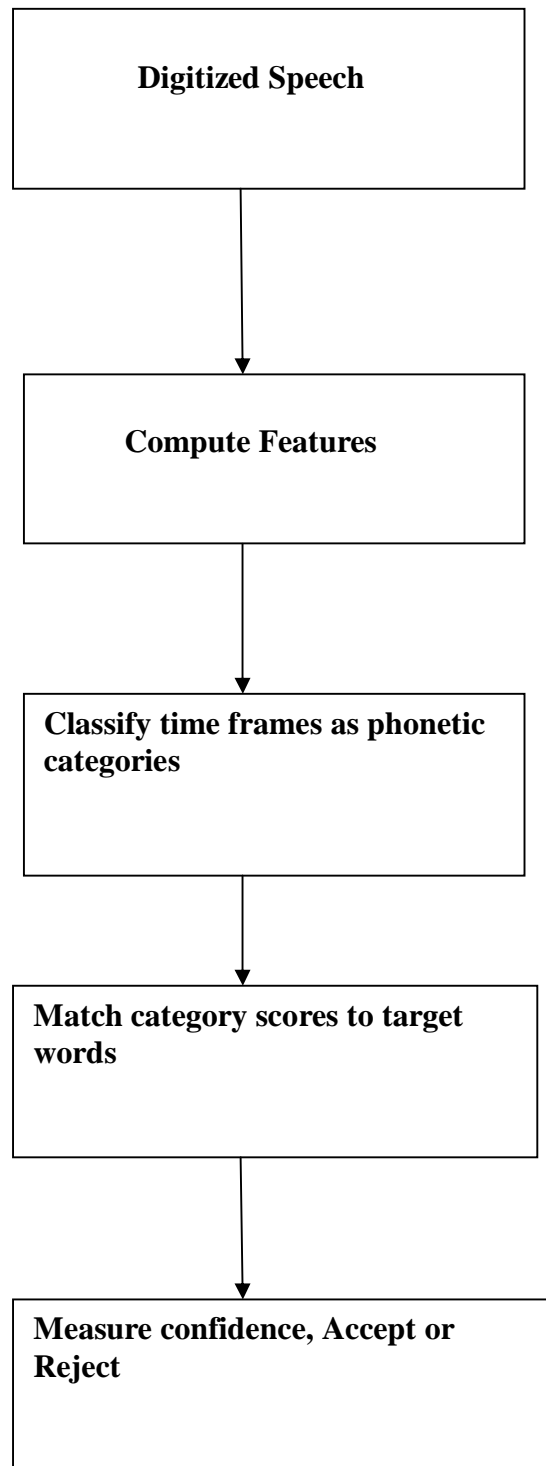 Digitized Speech
Compute Features
Classify time frames as phonetic
categories
Match category scores to target
words
Measure confidence, Accept or
Reject